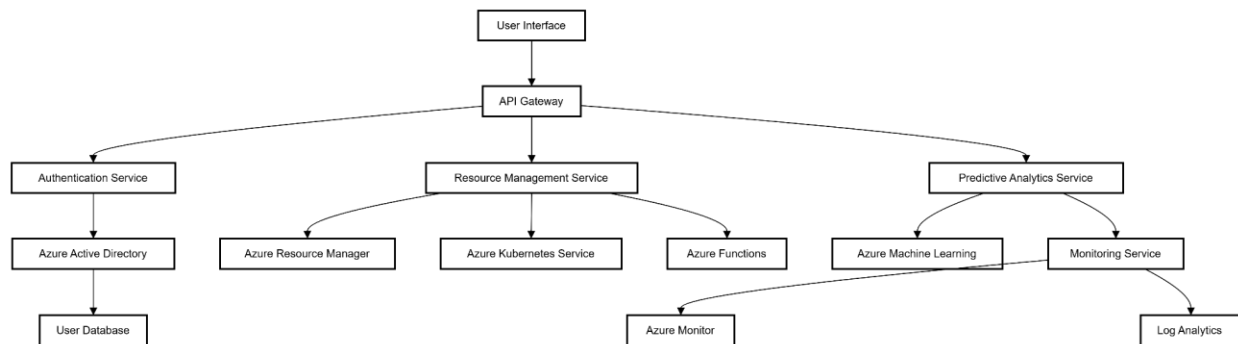 User Interface
API Gateway
Authentication Service
Resource Management Service
Predictive Analytics Service
Azure Active Directory
Azure Resource Manager
Azure Kubernetes Service
Azure Functions
Azure Machine Learning
Monitoring Service
User Database
Azure Monitor
Log Analytics